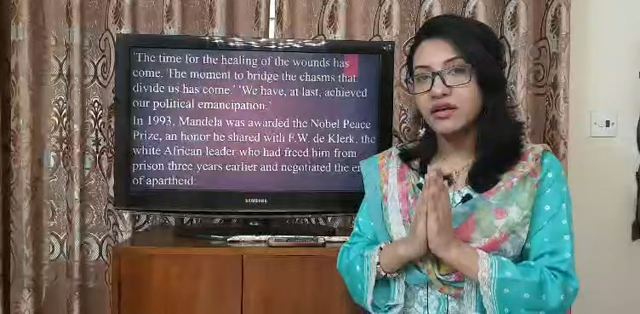 'The time for the healing of the wounds has
come. The moment to bridge the chasms that
divide us has come.' 'We have, at last, achieved
our political emancipation.'
In 1993, Mandela was awarded the Nobel Peace
Prize, an honor he shared with F.W. de Klerk, the
white African leader who had freed him from
prison three years earlier and negotiated the
of apartheid.
SAMSUNG